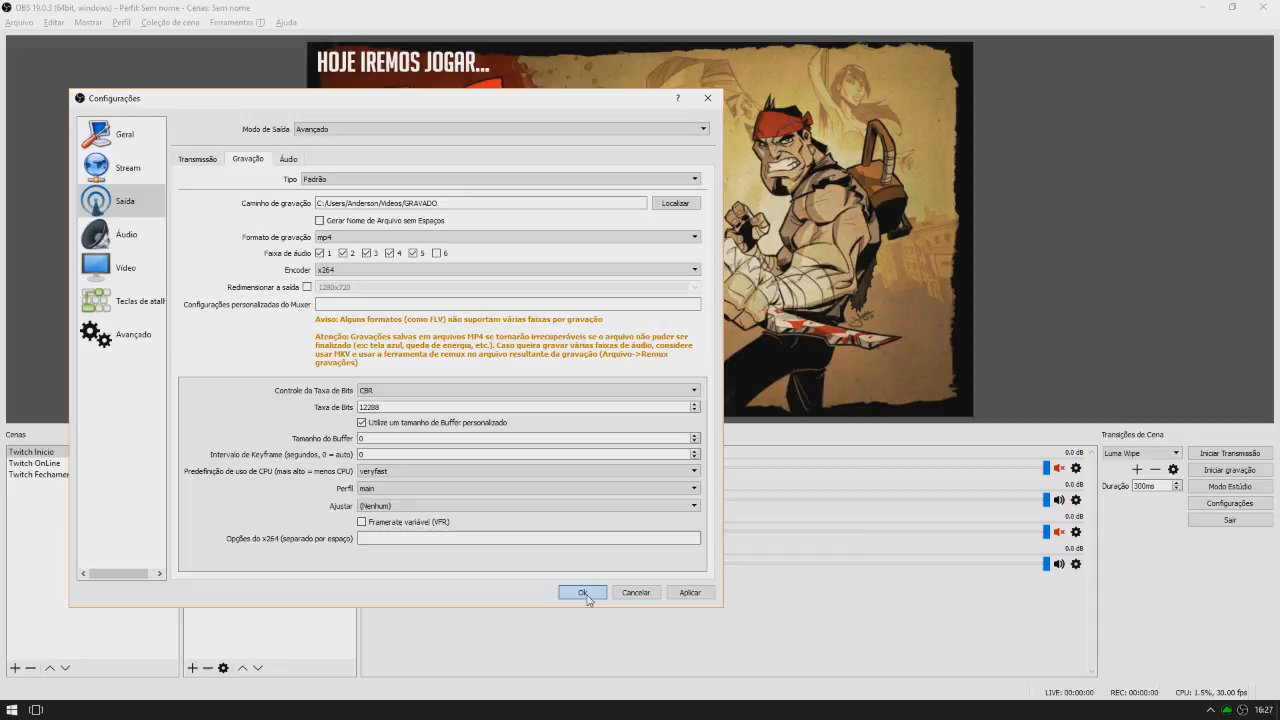 OBS 19.0.3 (64bit, windows) - Perfil: Sem nome - Cenas: Sem nome
Arquivo Editar Mostrar Perfil Coleção de cena Ferramentas (T) Ajuda
HOJE IREMOS JOGAR...
Configurações
?
Geral
Stream
Saída
Áudio
Vídeo
Teclas de atalh
Avançado
Modo de Saída Avançado
Transmissão Gravação Áudio
Tipo Padrão
Caminho de gravação C:/Users/Anderson/Videos/GRAVADO Localizar
Gerar Nome de Arquivo sem Espaços
Formato de gravação mp4
Faixa de áudio 1 2 3 4 5 6
Encoder x264
Redimensionar a saída 1280x720
Configurações personalizadas do Muxer
Aviso: Alguns formatos (como FLV) não suportam várias faixas por gravação
Atenção: Gravações salvas em arquivos MP4 se tornarão irrecuperáveis se o arquivo não puder ser
finalizado (ex: tela azul, queda de energia, etc.). Caso queira gravar várias faixas de áudio, considere
usar MKV e usar a ferramenta de remux no arquivo resultante da gravação (Arquivo->Remux
gravações)
Controle da Taxa de Bits CBR
Taxa de Bits 12288
Utilize um tamanho de Buffer personalizado
Tamanho do Buffer 0
Intervalo de Keyframe (segundos, 0 = auto) 0
Predefinição de uso de CPU (mais alto = menos CPU) veryfast
Perfil main
Ajustar (Nenhum)
Framerate variável (VFR)
Opções do x264 (separado por espaço)
Ok Cancelar Aplicar
Cenas
Twitch Inicio
Twitch OnLine
Twitch Fechamen
0.0 dB
0.0 dB
0.0 dB
0.0 dB
Transições de Cena
Luma Wipe
Duração 300ms
Iniciar Transmissão
Iniciar gravação
Modo Estúdio
Configurações
Sair
LIVE: 00:00:00 REC: 00:00:00 CPU: 1.5%, 30.00 fps
16:27